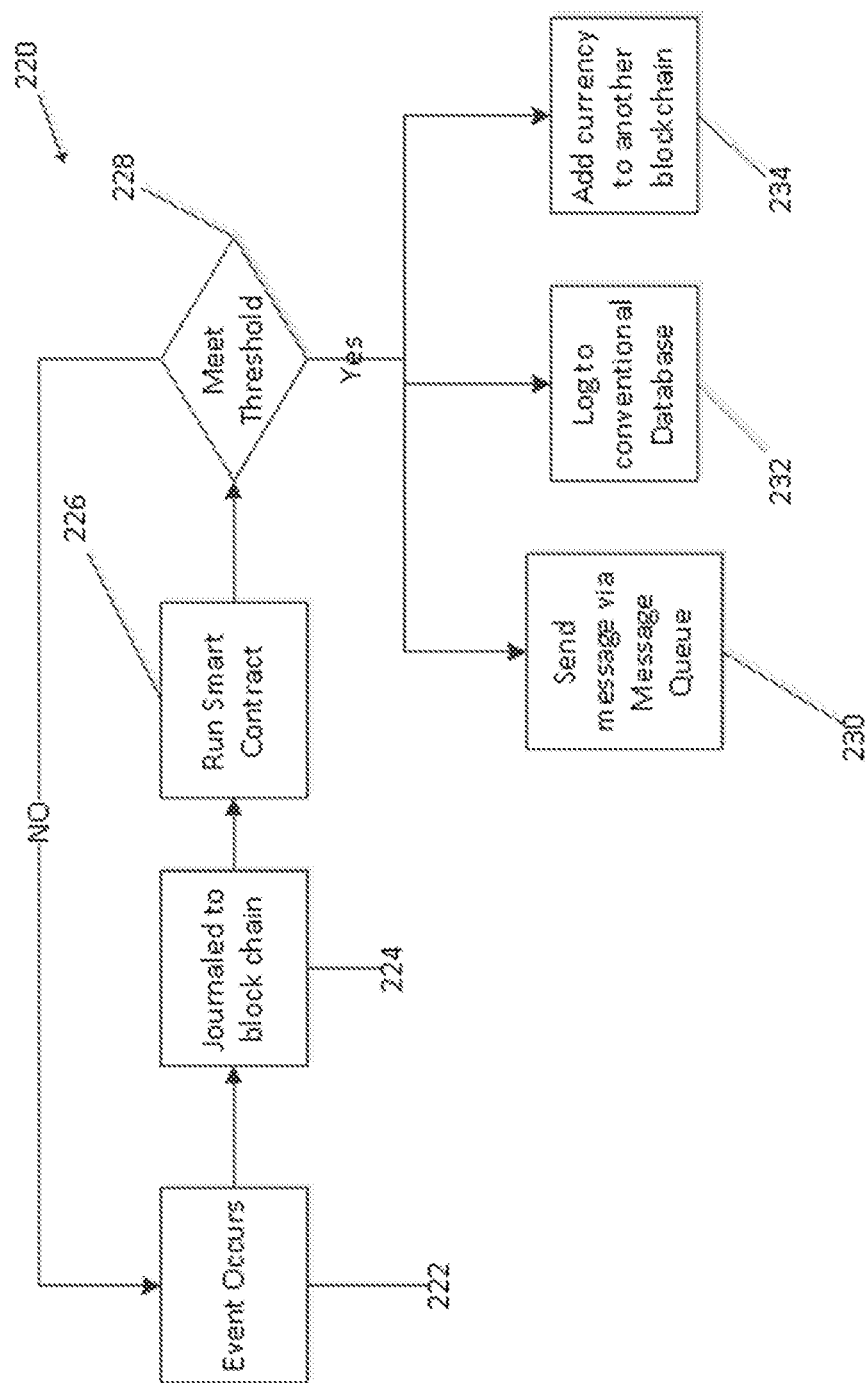 220
NO
226
228
Event Occurs
Journaled to
block chain
Run Smart
Contract
Meet
Threshold
222
224
Yes
Send
message via
Message
Queue
Log to
conventional
Database
Add currency
to another
blockchain
230
232
234